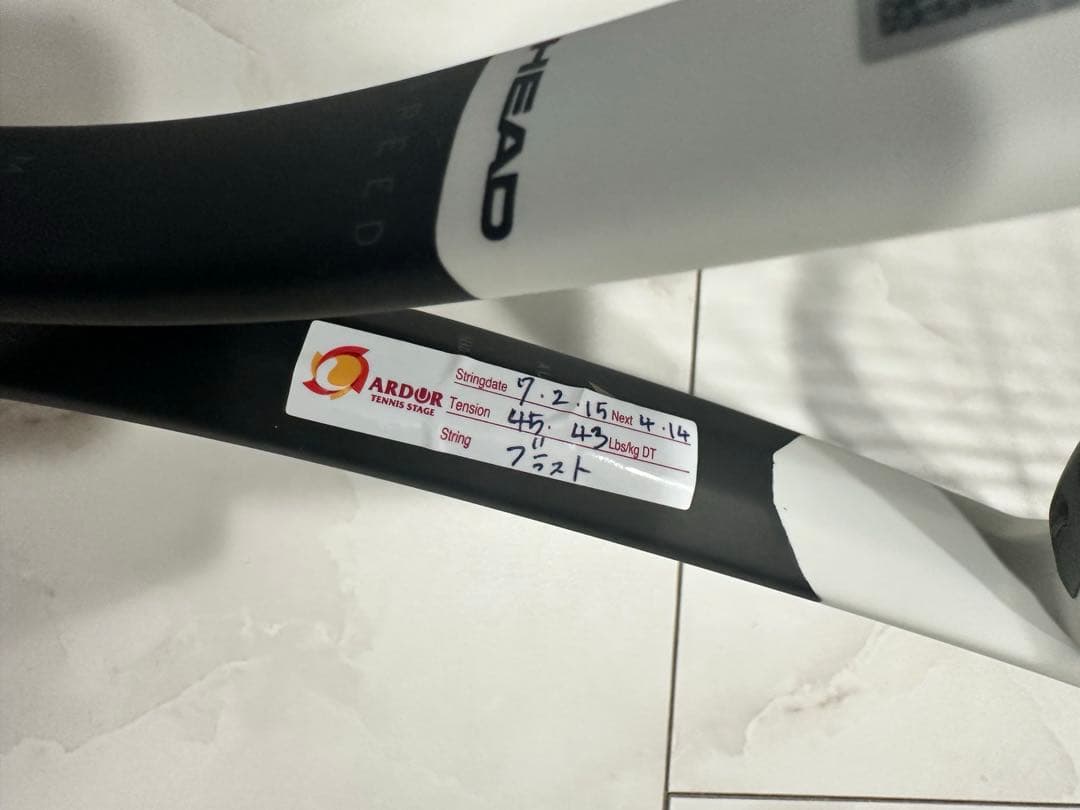 HEAD
ARDOR
TENNIS STAGE
Stringdate 7.2.15 Next 4.14
Tension 45. 43 Lbs/kg DT
String ブラスト